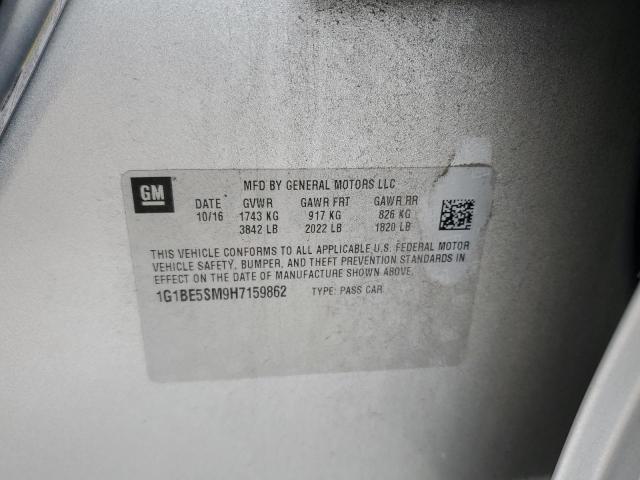 GM
MFD BY GENERAL MOTORS LLC
DATE GVWR GAWR FRT GAWR RR
10/16 1743 KG 917 KG 826 KG
3842 LB 2022 LB 1820 LB
THIS VEHICLE CONFORMS TO ALL APPLICABLE U.S. FEDERAL MOTOR
VEHICLE SAFETY, BUMPER, AND THEFT PREVENTION STANDARDS IN
EFFECT ON THE DATE OF MANUFACTURE SHOWN ABOVE.
1G1BE5SM9H7159862 TYPE: PASS CAR